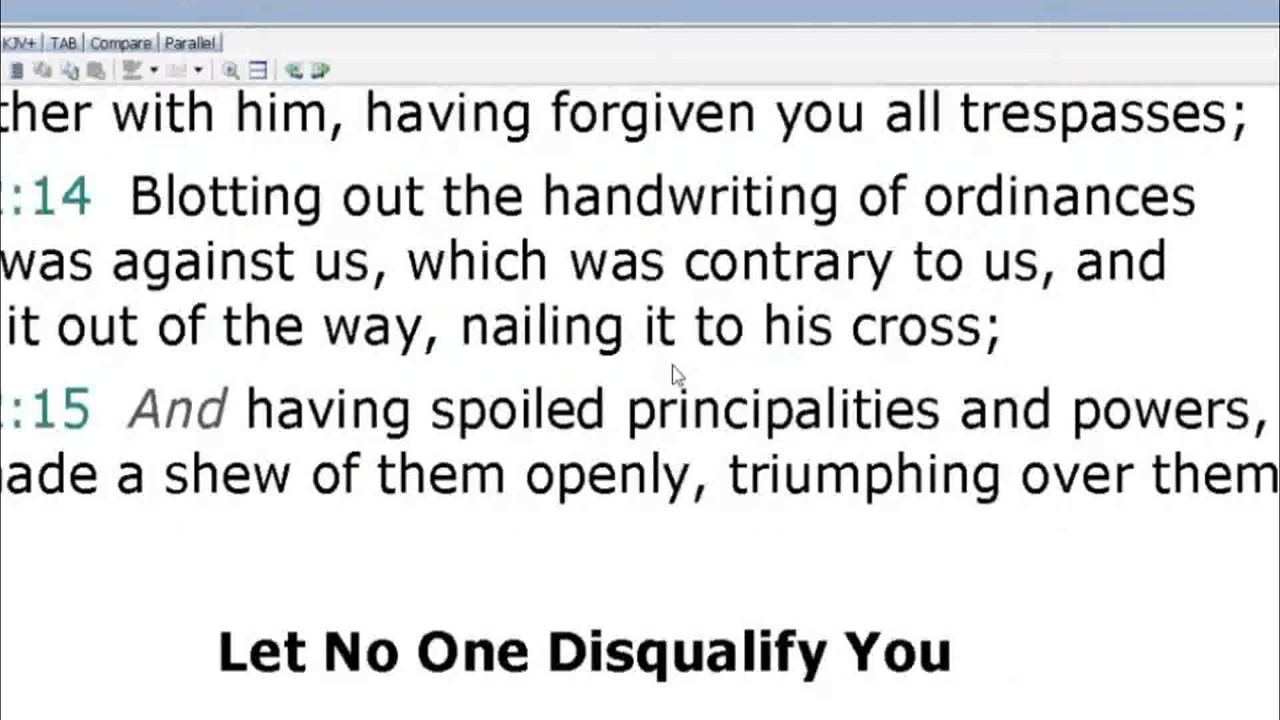 KJV+ TAB Compare Parallel
ther with him, having forgiven you all trespasses;
:14 Blotting out the handwriting of ordinances
was against us, which was contrary to us, and
it out of the way, nailing it to his cross;
:15 And having spoiled principalities and powers,
ade a shew of them openly, triumphing over them
Let No One Disqualify You